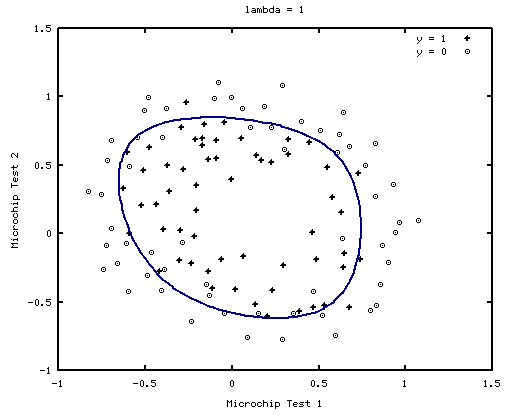 lambda = 1
1.5
y = 1
y = 0
1
0.5
Microchip Test 2
0
-0.5
-1
-1 -0.5 0 0.5 1 1.5
Microchip Test 1